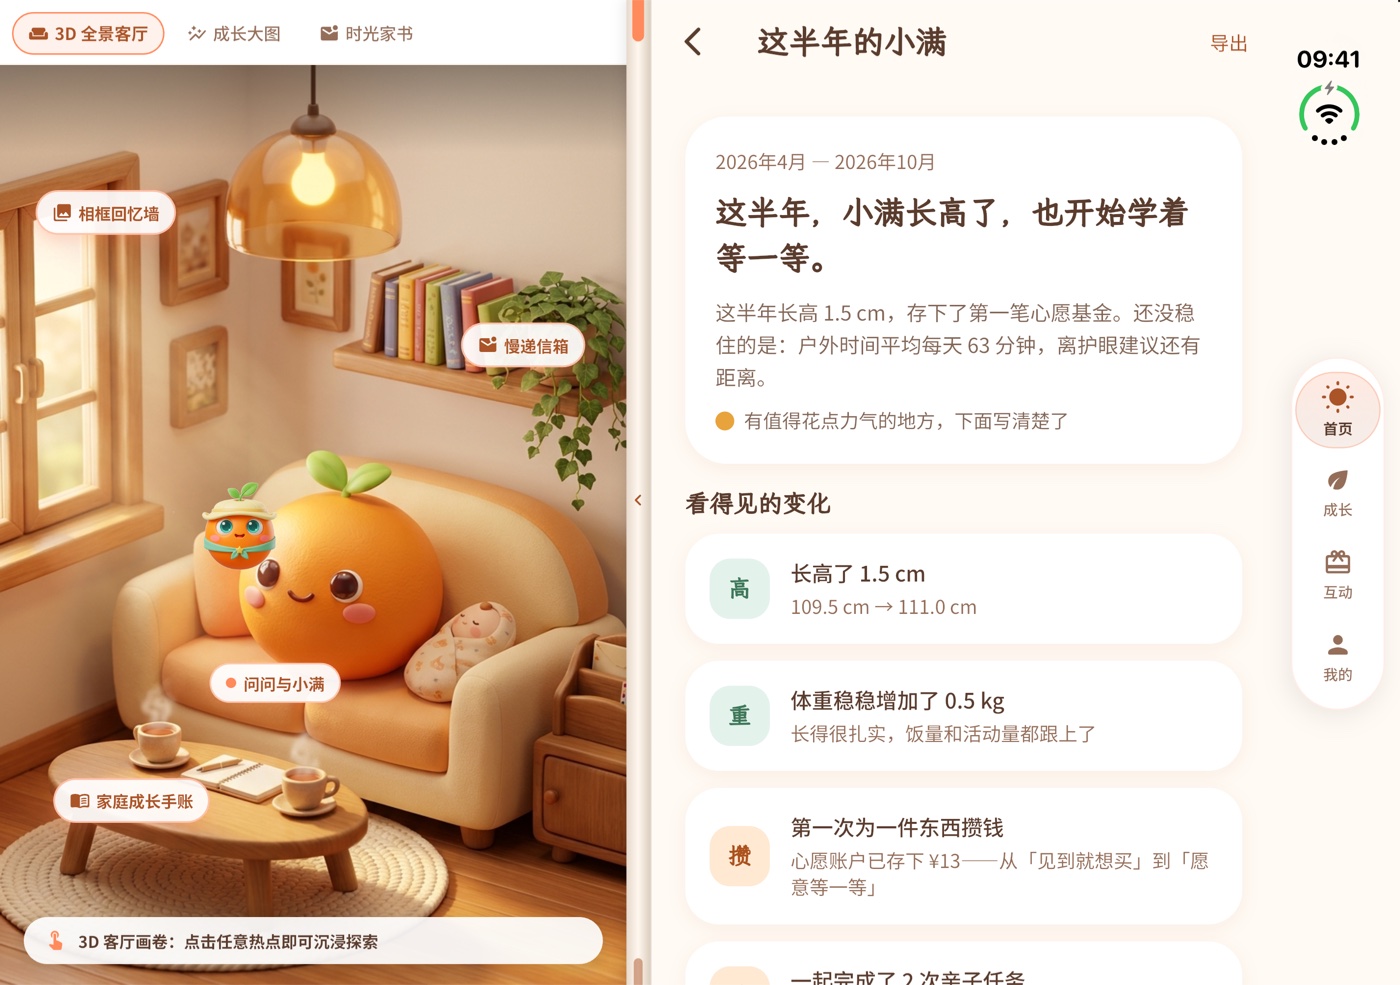 3D 全景客厅
成长大图
时光家书
相框回忆墙
慢递信箱
问问与小满
家庭成长手账
3D 客厅画卷：点击任意热点即可沉浸探索
这半年的小满
导出
09:41
2026年4月 — 2026年10月
这半年，小满长高了，也开始学着
等一等。
这半年长高 1.5 cm，存下了第一笔心愿基金。还没稳
住的是：户外时间平均每天 63 分钟，离护眼建议还有
距离。
有值得花点力气的地方，下面写清楚了
看得见的变化
高
长高了 1.5 cm
109.5 cm → 111.0 cm
重
体重稳稳增加了 0.5 kg
长得很扎实，饭量和活动量都跟上了
攒
第一次为一件东西攒钱
心愿账户已存下 ¥13——从「见到就想买」到「愿
意等一等」
一起完成了 2 次亲子任务
首页
成长
互动
我的